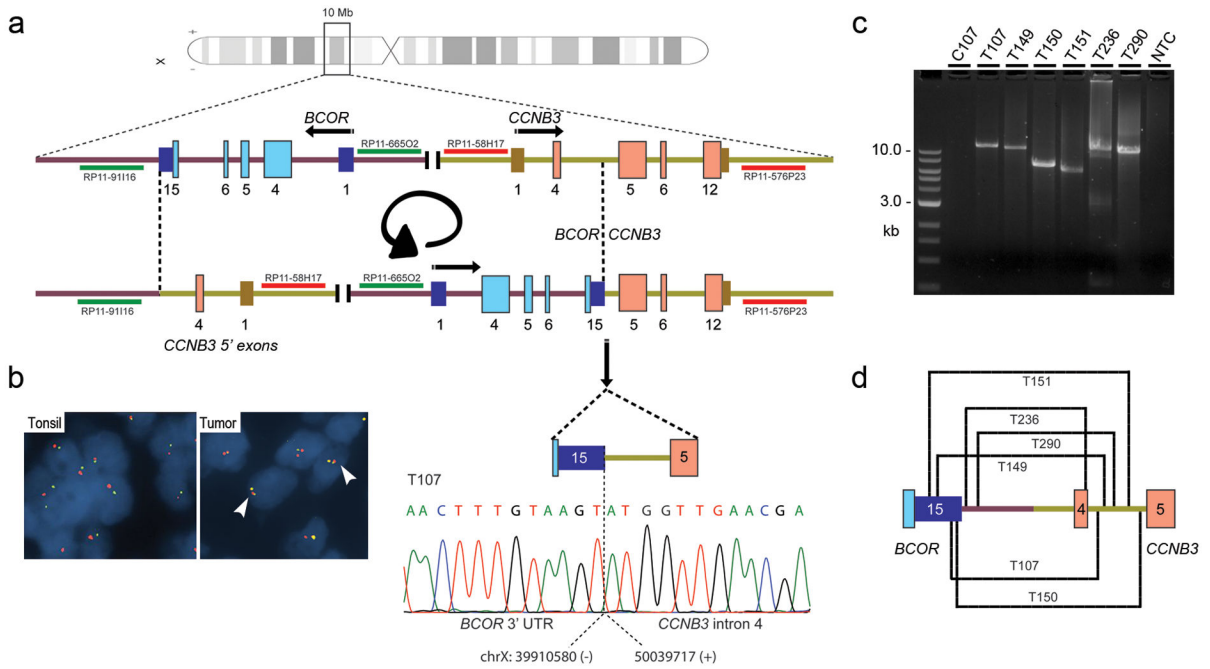 a
10 Mb
X
+
-
BCOR
CCNB3
RP11-91I16
RP11-665O2
RP11-58H17
RP11-576P23
15 6 5 4 1 1 4 5 6 12
BCOR CCNB3
RP11-91I16
RP11-58H17
RP11-665O2
RP11-576P23
4 1 1 4 5 6 15 5 6 12
CCNB3 5' exons
b
Tonsil
Tumor
15 5
T107
A A C T T T G T A A G T A T G G T T G A A C G A
BCOR 3' UTR
CCNB3 intron 4
chrX: 39910580 (-)
50039717 (+)
c
C107 T107 T149 T150 T151 T236 T290 NTC
10.0 -
3.0 -
kb
d
T151
T236
T290
T149
15 4 5
BCOR
CCNB3
T107
T150